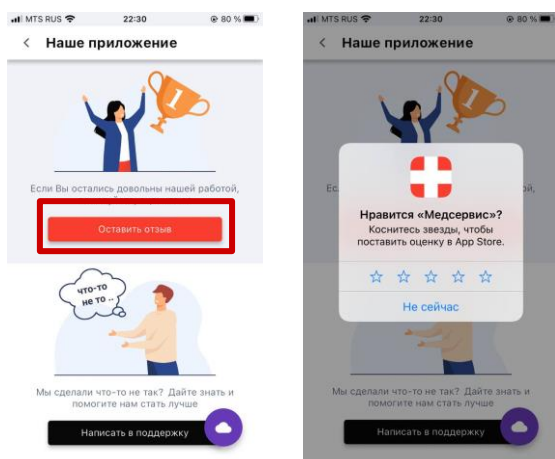 MTS RUS 22:30 80 %
Наше приложение
Если Вы остались довольны нашей работой,
Оставить отзыв
что-то
не то ..
Мы сделали что-то не так? Дайте знать и
помогите нам стать лучше
Написать в поддержку
MTS RUS 22:30 80 %
Наше приложение
Нравится «Медсервис»?
Коснитесь звезды, чтобы
поставить оценку в App Store.
Не сейчас
Мы сделали что-то не так? Дайте знать и
помогите нам стать лучше
Написать в поддержку